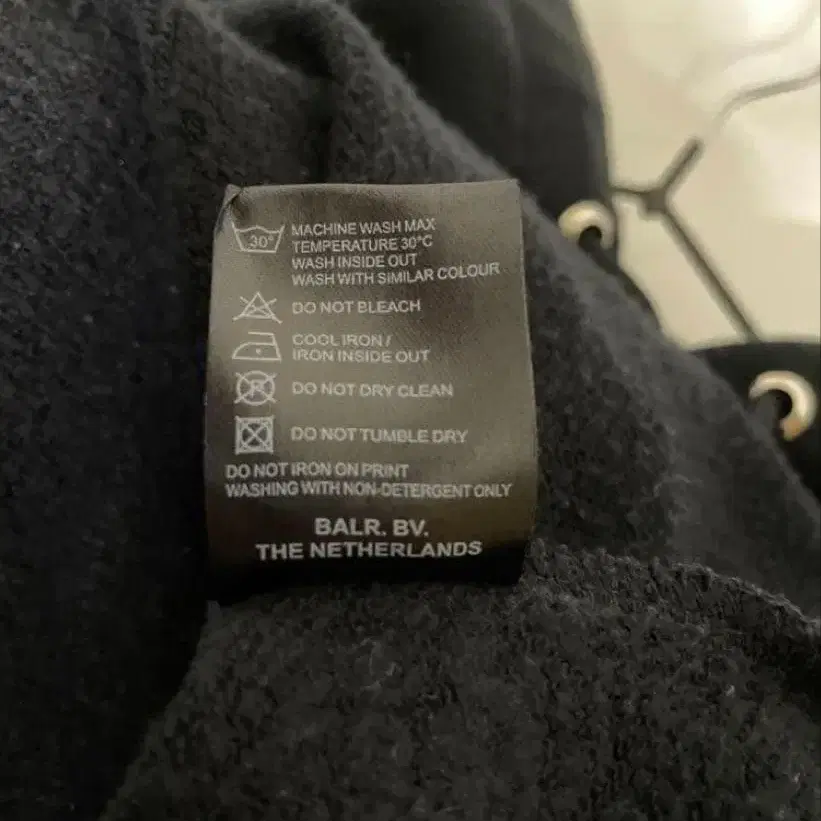 30°
MACHINE WASH MAX
TEMPERATURE 30°C
WASH INSIDE OUT
WASH WITH SIMILAR COLOUR
DO NOT BLEACH
COOL IRON /
IRON INSIDE OUT
P
DO NOT DRY CLEAN
DO NOT TUMBLE DRY
DO NOT IRON ON PRINT
WASHING WITH NON-DETERGENT ONLY
BALR. BV.
THE NETHERLANDS